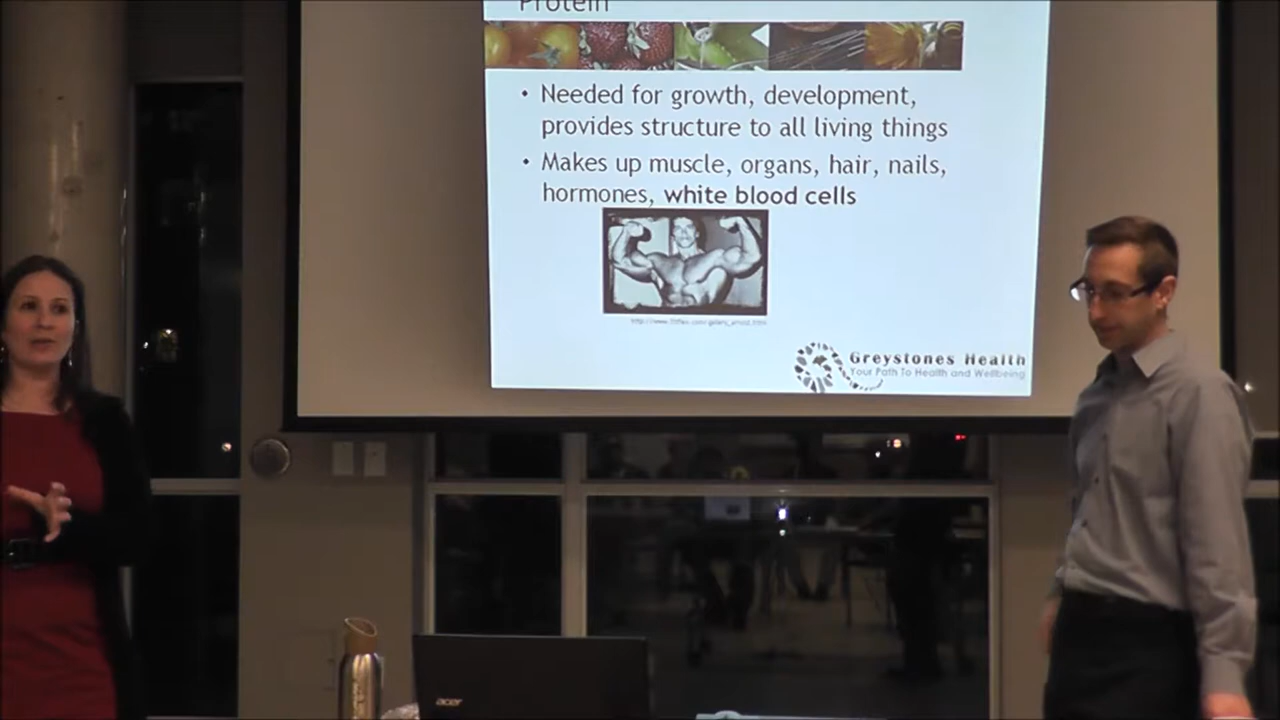 Protein
• Needed for growth, development,
provides structure to all living things
• Makes up muscle, organs, hair, nails,
hormones, white blood cells
Greystones Health
Your Path To Health and Wellbeing
acer